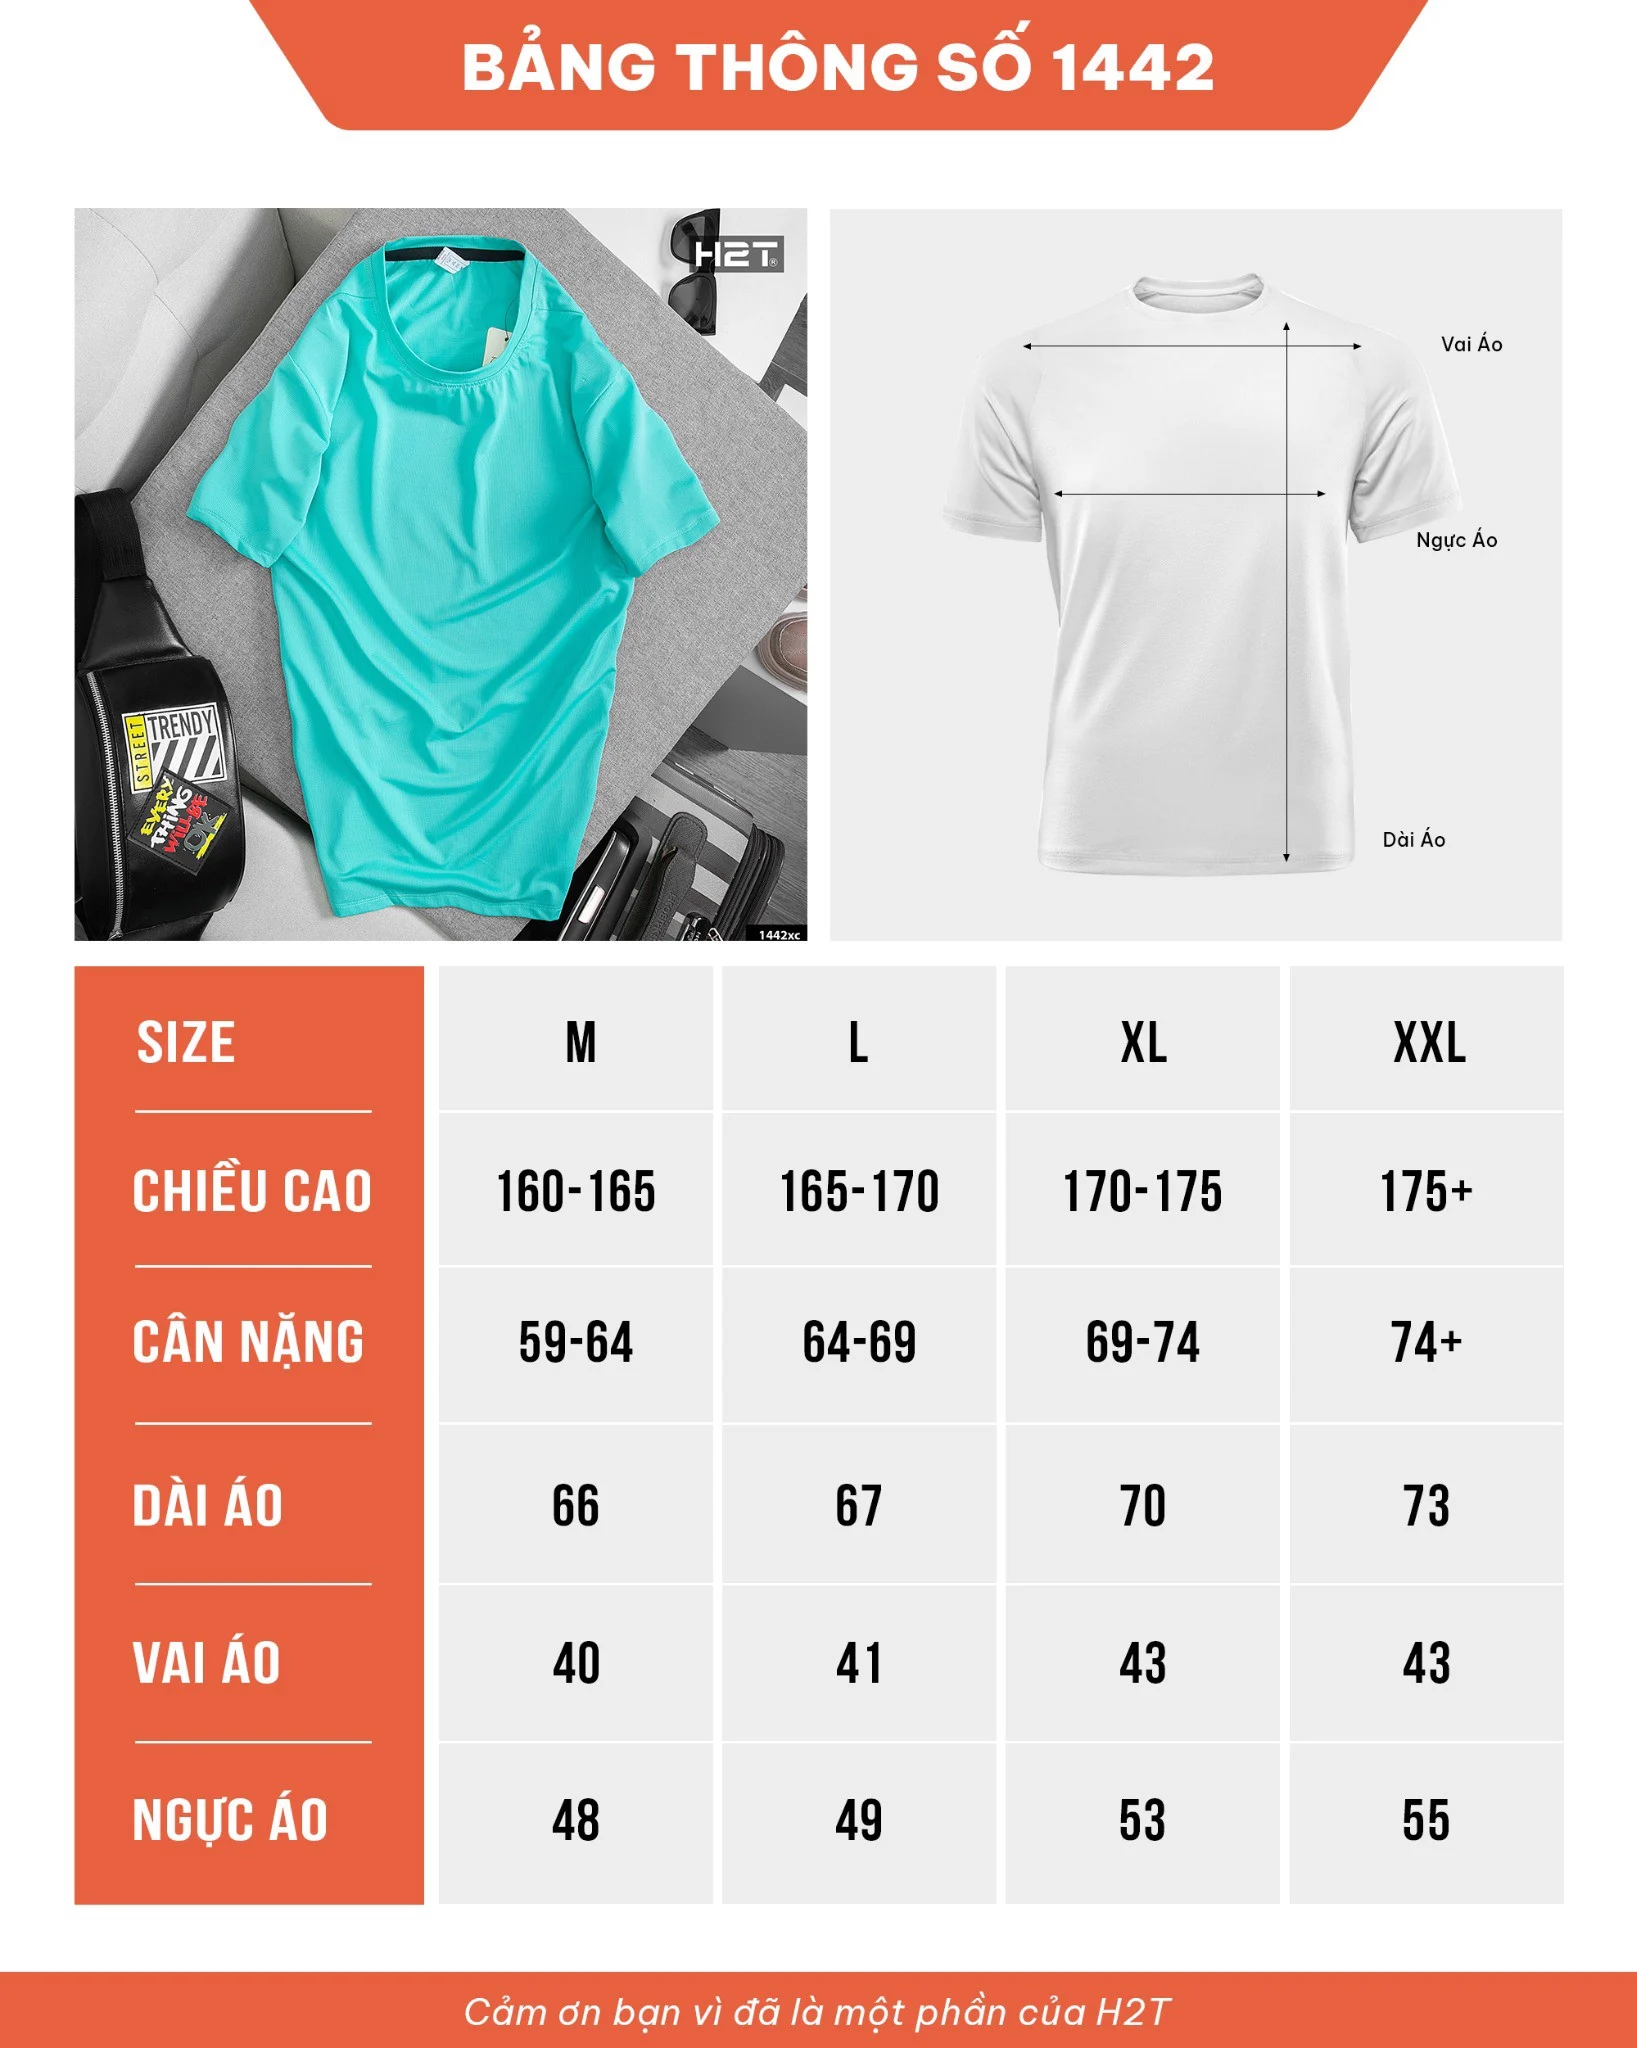 BẢNG THÔNG SỐ 1442
H2T®
STREET
TRENDY
EVERY
THING
WILL BE
OK
1442xc
Vai Áo
Ngực Áo
Dài Áo
SIZE M L XL XXL
CHIỀU CAO 160-165 165-170 170-175 175+
CÂN NẶNG 59-64 64-69 69-74 74+
DÀI ÁO 66 67 70 73
VAI ÁO 40 41 43 43
NGỰC ÁO 48 49 53 55
Cảm ơn bạn vì đã là một phần của H2T